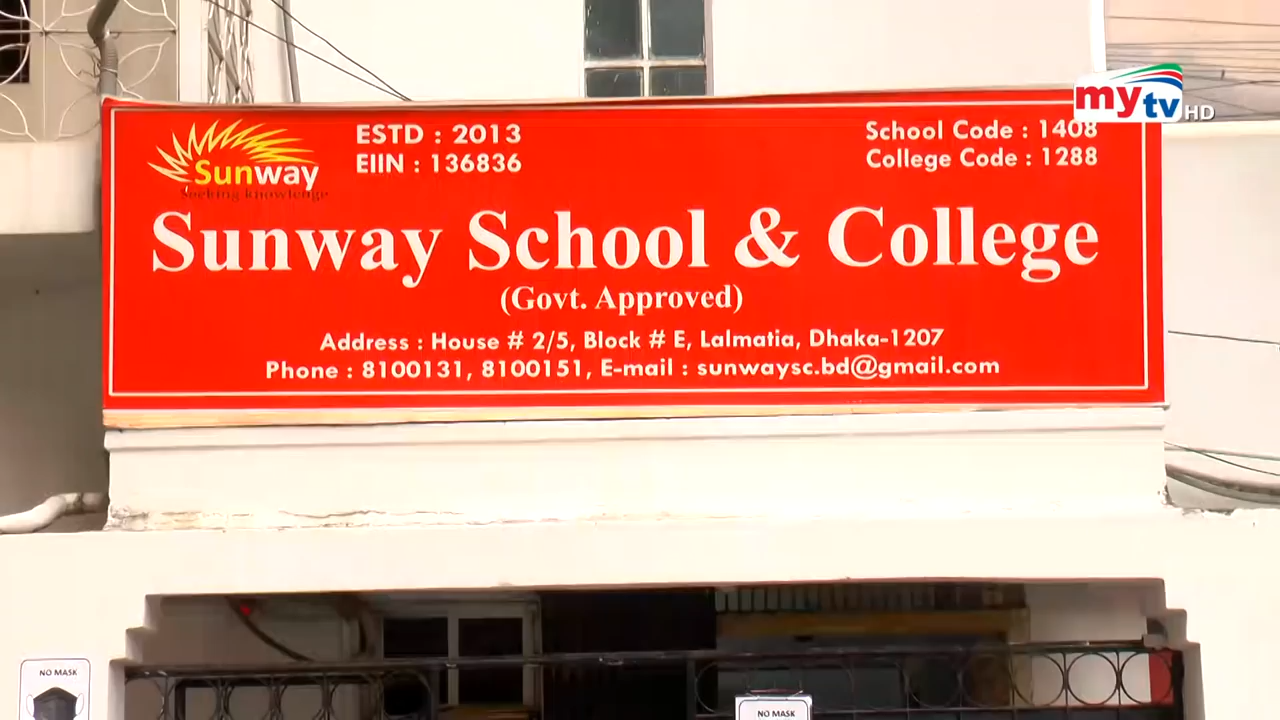 my tv HD
ESTD : 2013
EIIN : 136836
School Code : 1408
College Code : 1288
Sunway
Seeking knowledge
Sunway School & College
(Govt. Approved)
Address : House # 2/5, Block # E, Lalmatia, Dhaka-1207
Phone : 8100131, 8100151, E-mail : sunwaysc.bd@gmail.com
NO MASK
NO MASK